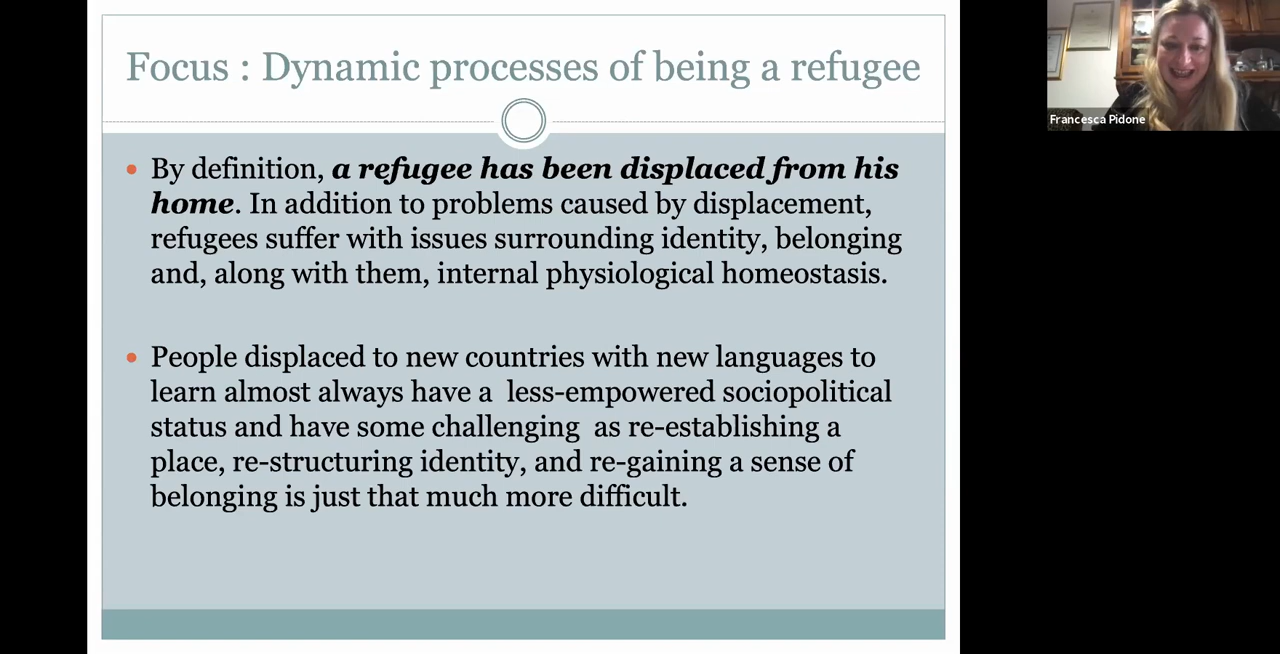 Focus : Dynamic processes of being a refugee
Francesca Pidone
• By definition, a refugee has been displaced from his
home. In addition to problems caused by displacement,
refugees suffer with issues surrounding identity, belonging
and, along with them, internal physiological homeostasis.
• People displaced to new countries with new languages to
learn almost always have a  less-empowered sociopolitical
status and have some challenging  as re-establishing a
place, re-structuring identity, and re-gaining a sense of
belonging is just that much more difficult.